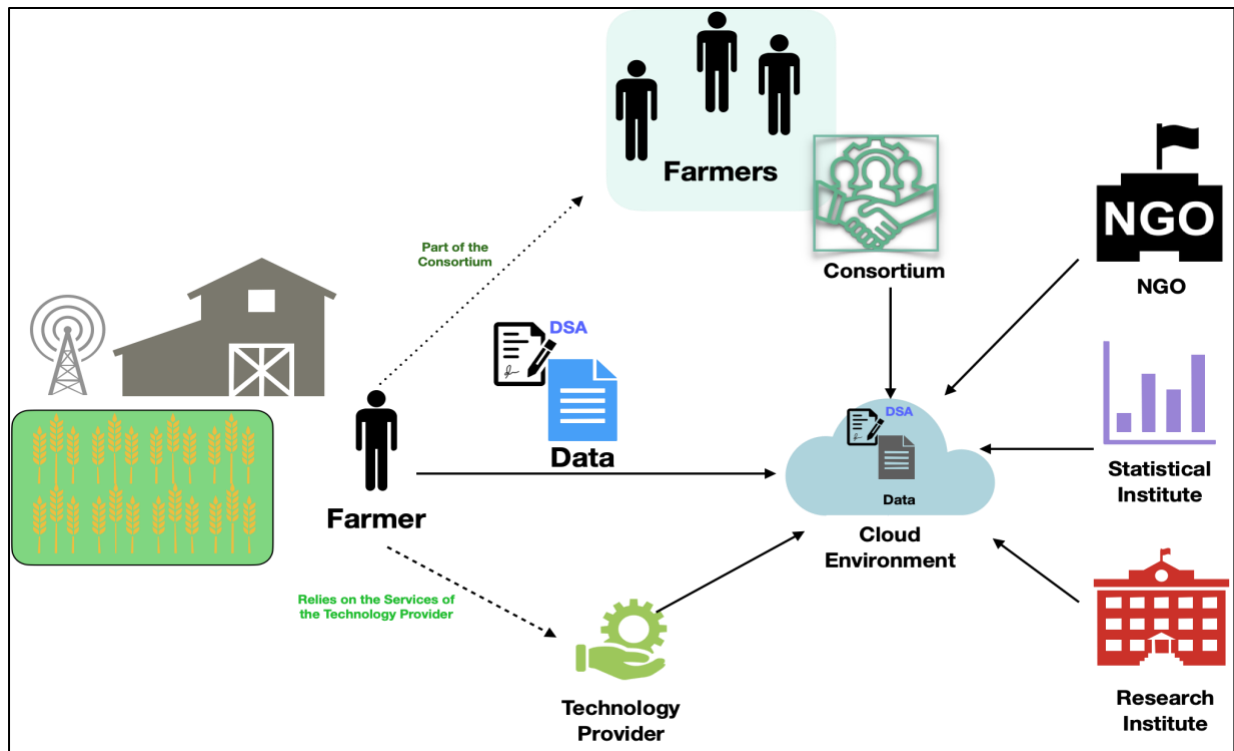 Farmers
Part of the
Consortium
Consortium
NGO
NGO
DSA
Data
Farmer
DSA
Data
Cloud
Environment
Statistical
Institute
Relies on the Services of
the Technology Provider
Technology
Provider
Research
Institute